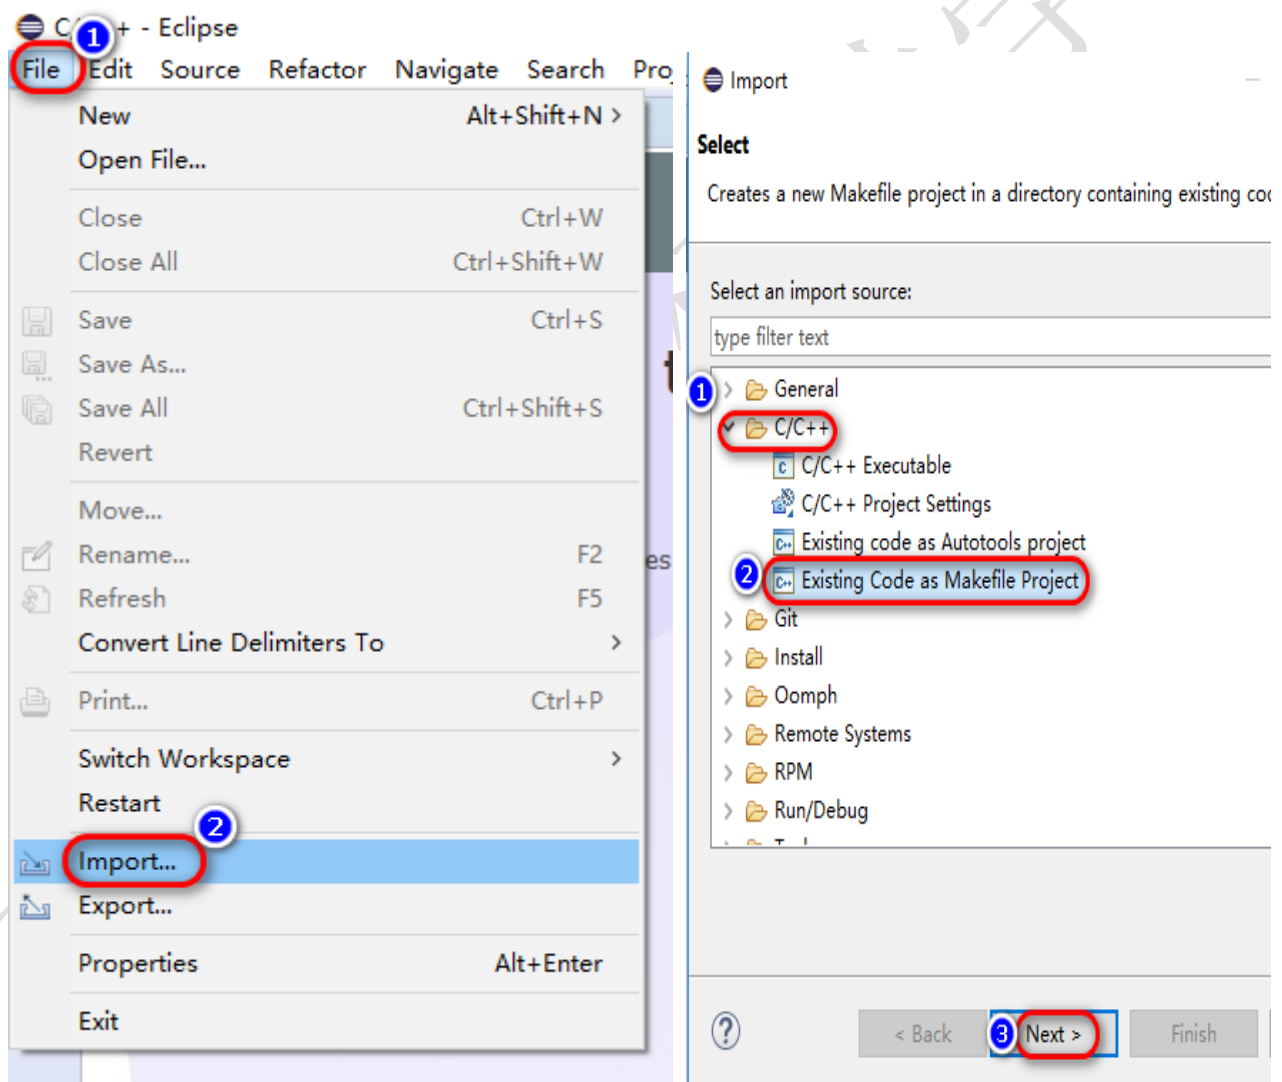 C/ + - Eclipse
1
File Edit Source Refactor Navigate Search
New Alt+Shift+N >
Open File...
Close Ctrl+W
Close All Ctrl+Shift+W
Save Ctrl+S
Save As...
Save All Ctrl+Shift+S
Revert
Move...
Rename... F2
Refresh F5
Convert Line Delimiters To >
Print... Ctrl+P
Switch Workspace >
Restart
2
Import...
Export...
Properties Alt+Enter
Exit
Import
Select
Creates a new Makefile project in a directory containing existing
Select an import source:
type filter text
1
> General
C/C++
C/C++ Executable
C/C++ Project Settings
Existing code as Autotools project
2 Existing Code as Makefile Project
> Git
> Install
> Oomph
> Remote Systems
> RPM
> Run/Debug
? < Back 3 Next > Finish